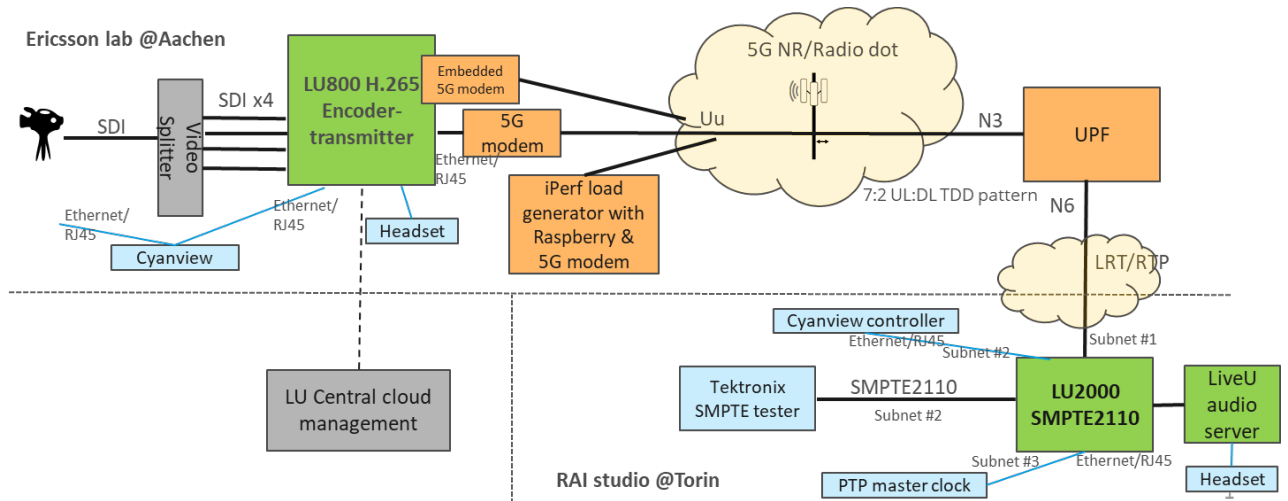 Ericsson lab @Aachen
SDI
Video
Splitter
SDI x4
LU800 H.265
Encoder-
transmitter
Embedded
5G modem
5G
modem
Ethernet/
RJ45
Ethernet/
RJ45
Ethernet/
RJ45
Cyanview
Headset
iPerf load
generator with
Raspberry &
5G modem
5G NR/Radio dot
Uu
N3
UPF
7:2 UL:DL TDD pattern
N6
LRT/RTP
LU Central cloud
management
Cyanview controller
Ethernet/RJ45
Subnet #2
Subnet #1
Tektronix
SMPTE tester
SMPTE2110
Subnet #2
LU2000
SMPTE2110
LiveU
audio
server
Subnet #3
Ethernet/RJ45
PTP master clock
Headset
RAI studio @Torin